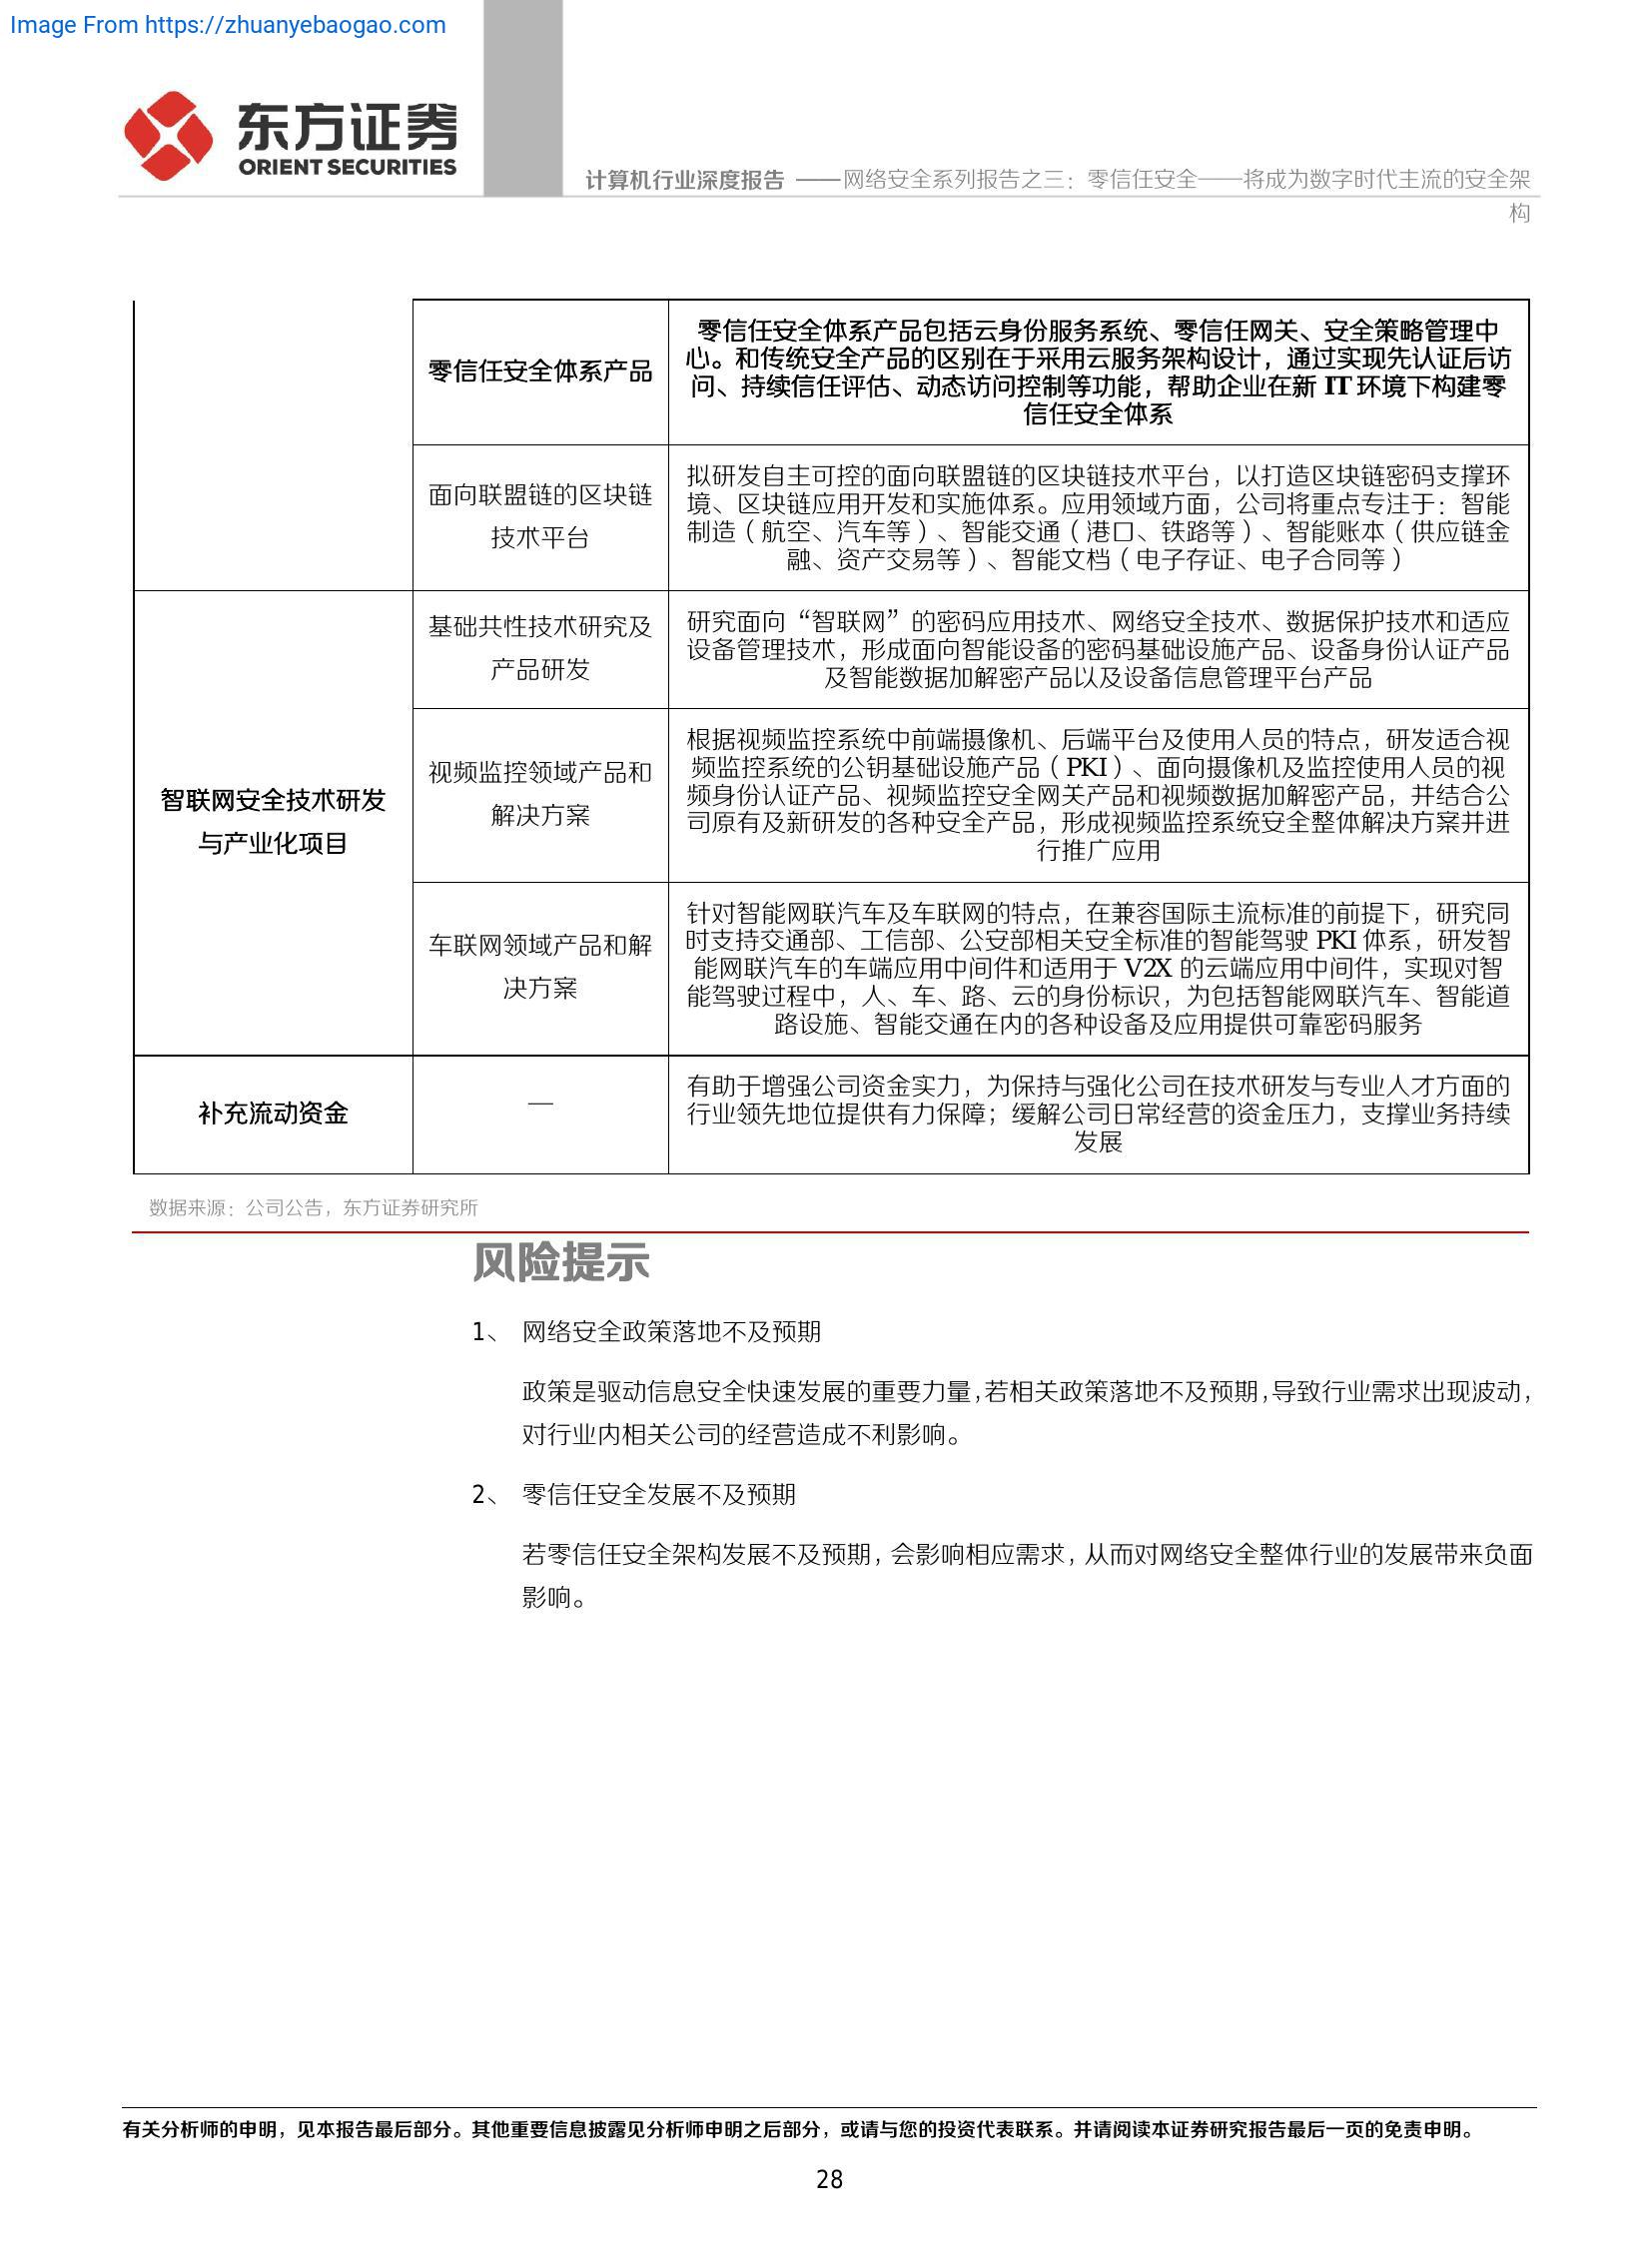 Image From https://zhuanyebaogao.com
东方证券
ORIENT SECURITIES
计算机行业深度报告 ——网络安全系列报告之三：零信任安全——将成为数字时代主流的安全架
构
零信任安全体系产品
零信任安全体系产品包括云身份服务系统、零信任网关、安全策略管理中
心。和传统安全产品的区别在于采用云服务架构设计，通过实现先认证后访
问、持续信任评估、动态访问控制等功能，帮助企业在新 IT 环境下构建零
信任安全体系
面向联盟链的区块链
技术平台
拟研发自主可控的面向联盟链的区块链技术平台，以打造区块链密码支撑环
境、区块链应用开发和实施体系。应用领域方面，公司将重点专注于：智能
制造（航空、汽车等）、智能交通（港口、铁路等）、智能账本（供应链金
融、资产交易等）、智能文档（电子存证、电子合同等）
智联网安全技术研发
与产业化项目
基础共性技术研究及
产品研发
研究面向“智联网”的密码应用技术、网络安全技术、数据保护技术和适应
设备管理技术，形成面向智能设备的密码基础设施产品、设备身份认证产品
及智能数据加解密产品以及设备信息管理平台产品
视频监控领域产品和
解决方案
根据视频监控系统中前端摄像机、后端平台及使用人员的特点，研发适合视
频监控系统的公钥基础设施产品（PKI）、面向摄像机及监控使用人员的视
频身份认证产品、视频监控安全网关产品和视频数据加解密产品，并结合公
司原有及新研发的各种安全产品，形成视频监控系统安全整体解决方案并进
行推广应用
车联网领域产品和解
决方案
针对智能网联汽车及车联网的特点，在兼容国际主流标准的前提下，研究同
时支持交通部、工信部、公安部相关安全标准的智能驾驶 PKI 体系，研发智
能网联汽车的车端应用中间件和适用于 V2X 的云端应用中间件，实现对智
能驾驶过程中，人、车、路、云的身份标识，为包括智能网联汽车、智能道
路设施、智能交通在内的各种设备及应用提供可靠密码服务
补充流动资金
—
有助于增强公司资金实力，为保持与强化公司在技术研发与专业人才方面的
行业领先地位提供有力保障；缓解公司日常经营的资金压力，支撑业务持续
发展
数据来源：公司公告，东方证券研究所
风险提示
1、 网络安全政策落地不及预期
政策是驱动信息安全快速发展的重要力量，若相关政策落地不及预期，导致行业需求出现波动，
对行业内相关公司的经营造成不利影响。
2、 零信任安全发展不及预期
若零信任安全架构发展不及预期，会影响相应需求，从而对网络安全整体行业的发展带来负面
影响。
有关分析师的申明，见本报告最后部分。其他重要信息披露见分析师申明之后部分，或请与您的投资代表联系。并请阅读本证券研究报告最后一页的免责申明。
28